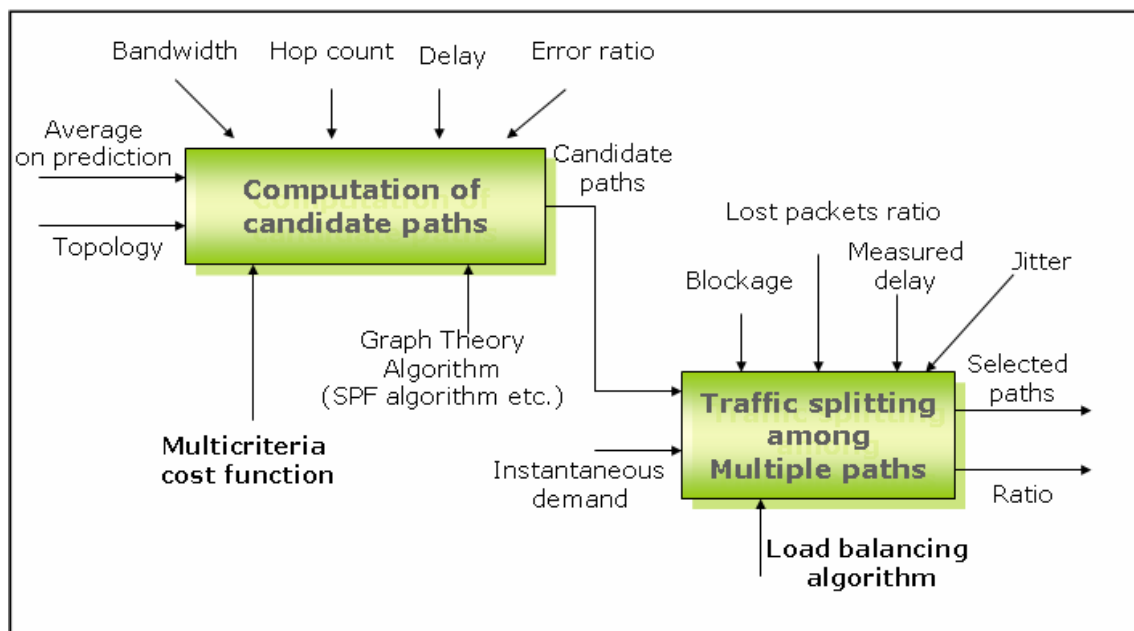 Bandwidth
Hop count
Delay
Error ratio
Average
on prediction
Topology
Computation of
candidate paths
Candidate
paths
Graph Theory
Algorithm
(SPF algorithm etc.)
Multicriteria
cost function
Lost packets ratio
Blockage
Measured
delay
Jitter
Traffic splitting
among
Multiple paths
Selected
paths
Instantaneous
demand
Ratio
Load balancing
algorithm